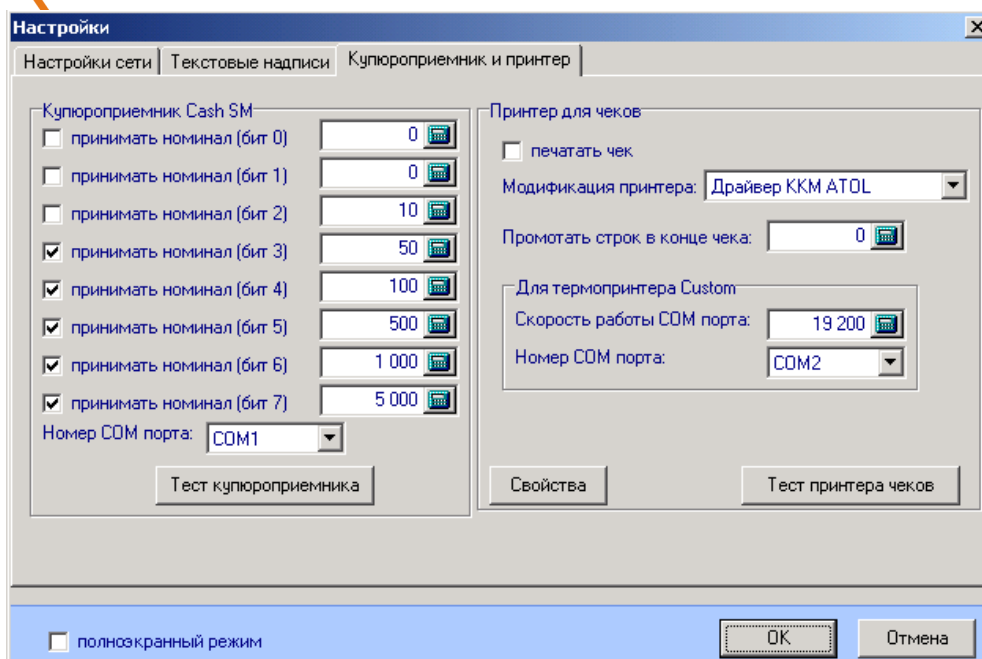 Настройки
Настройки сети Текстовые надписи Купюроприемник и принтер
Купюроприемник Cash SM
принимать номинал (бит 0) 0
принимать номинал (бит 1) 0
принимать номинал (бит 2) 10
принимать номинал (бит 3) 50
принимать номинал (бит 4) 100
принимать номинал (бит 5) 500
принимать номинал (бит 6) 1 000
принимать номинал (бит 7) 5 000
Номер COM порта: COM1
Тест купюроприемника
Принтер для чеков
печатать чек
Модификация принтера: Драйвер ККМ ATOL
Промотать строк в конце чека: 0
Для термопринтера Custom
Скорость работы COM порта: 19 200
Номер COM порта: COM2
Свойства Тест принтера чеков
полноэкранный режим
OK Отмена